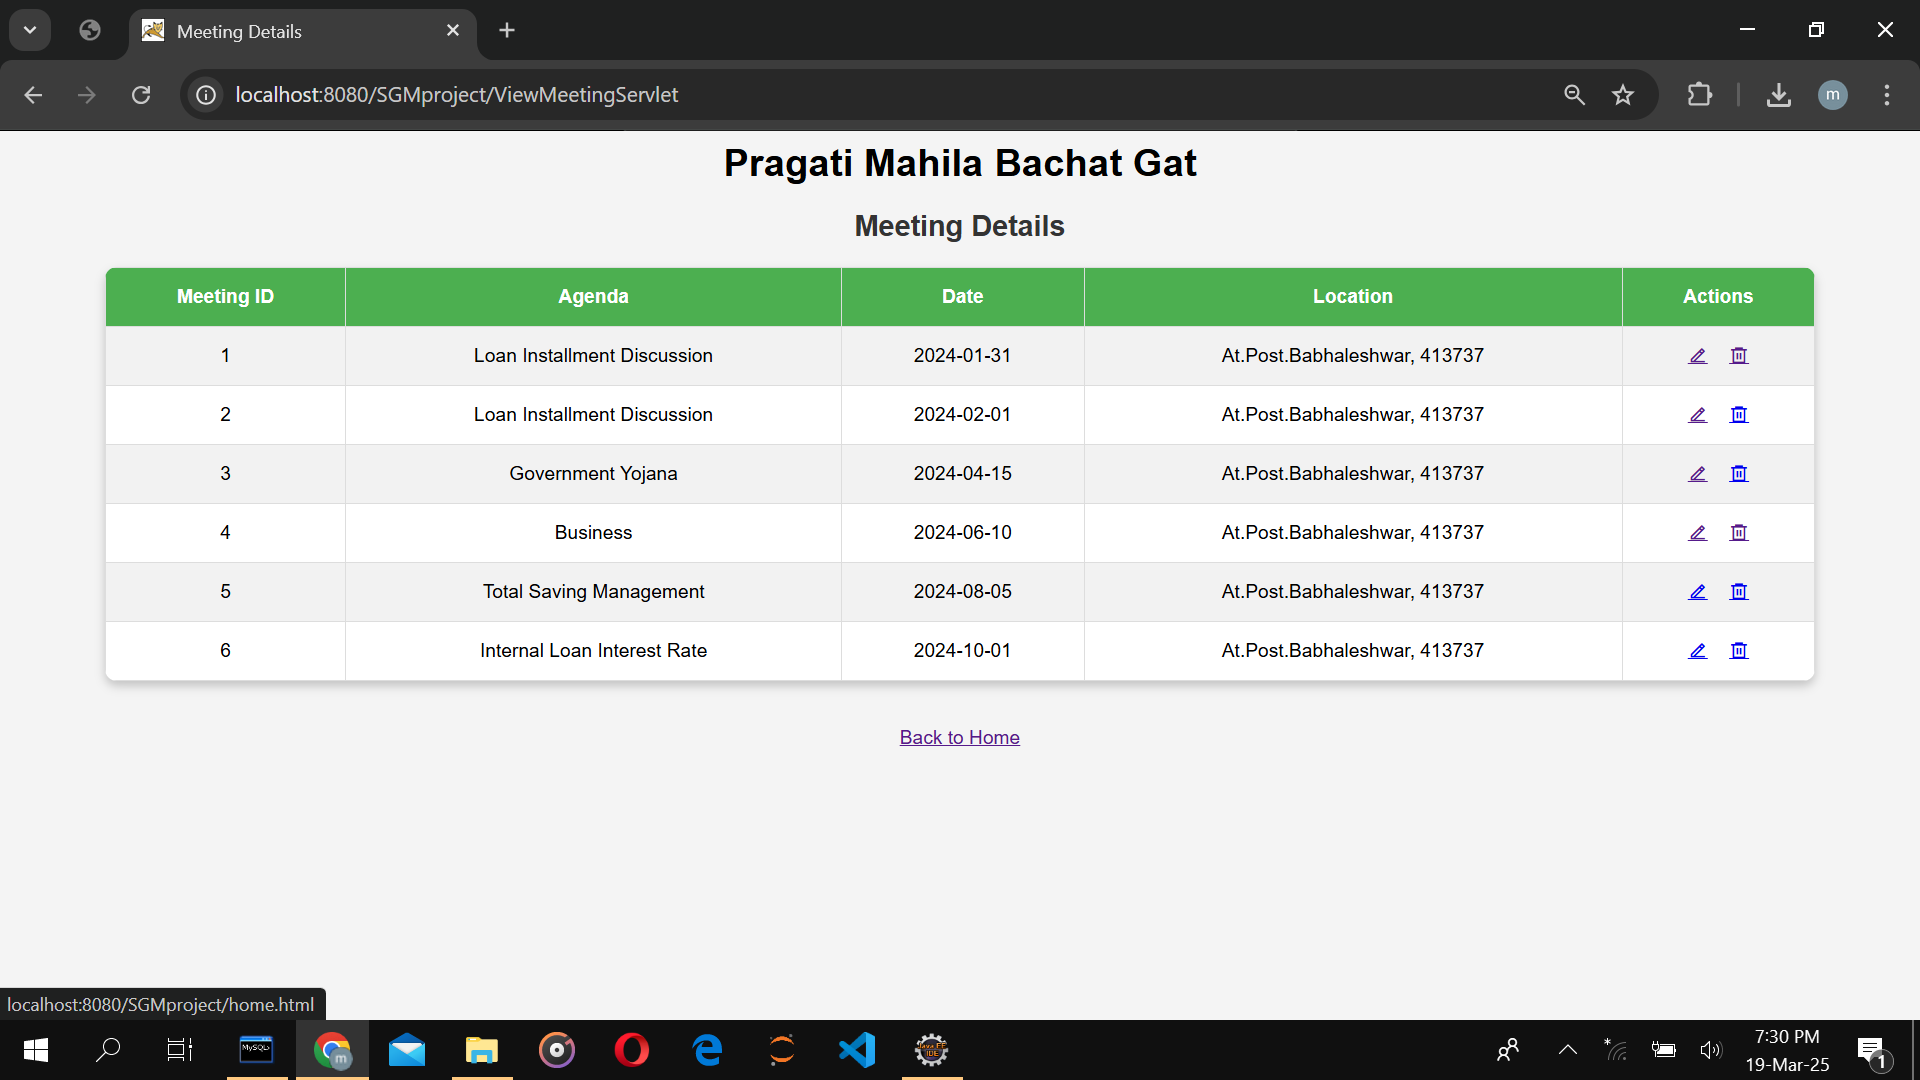 Meeting Details
localhost:8080/SGMproject/ViewMeetingServlet
m
Pragati Mahila Bachat Gat
Meeting Details
Meeting ID Agenda Date Location Actions
1 Loan Installment Discussion 2024-01-31 At.Post.Babhaleshwar, 413737
2 Loan Installment Discussion 2024-02-01 At.Post.Babhaleshwar, 413737
3 Government Yojana 2024-04-15 At.Post.Babhaleshwar, 413737
4 Business 2024-06-10 At.Post.Babhaleshwar, 413737
5 Total Saving Management 2024-08-05 At.Post.Babhaleshwar, 413737
6 Internal Loan Interest Rate 2024-10-01 At.Post.Babhaleshwar, 413737
Back to Home
localhost:8080/SGMproject/home.html
MySQL
m
Java EE
IDE
7:30 PM
19-Mar-25
1